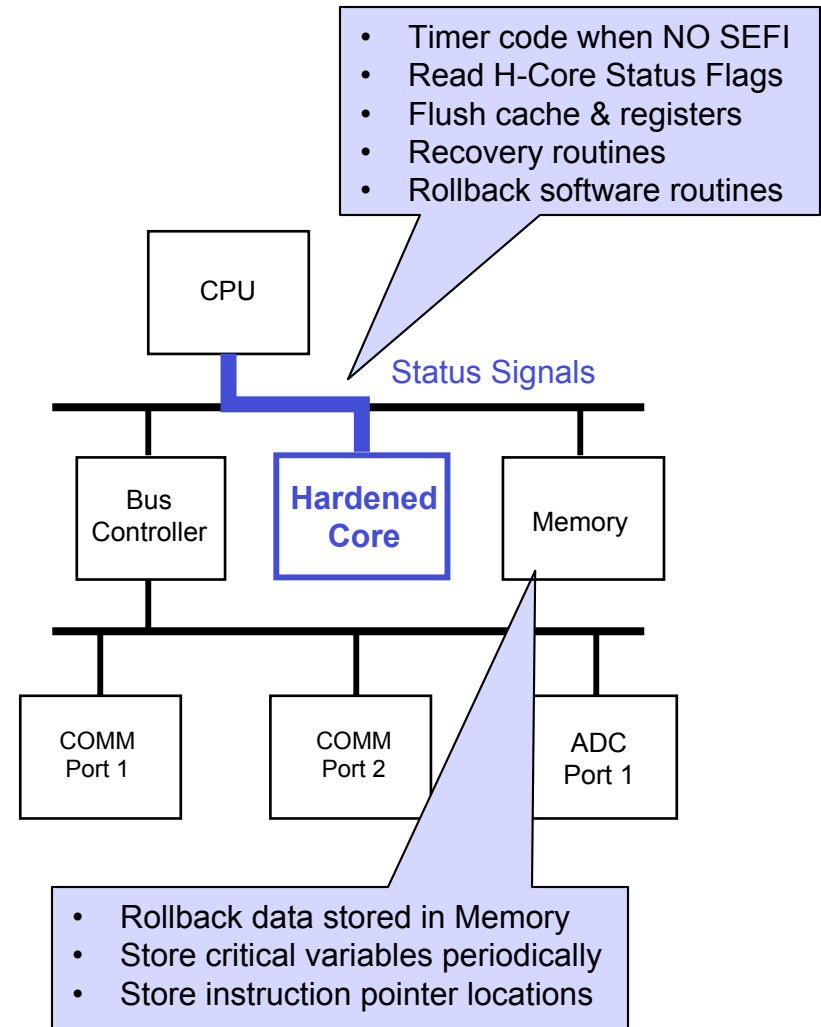 • Timer code when NO SEFI
• Read H-Core Status Flags
• Flush cache & registers
• Recovery routines
• Rollback software routines
CPU
Status Signals
Bus
Controller
Hardened
Core
Memory
COMM
Port 1
COMM
Port 2
ADC
Port 1
• Rollback data stored in Memory
• Store critical variables periodically
• Store instruction pointer locations